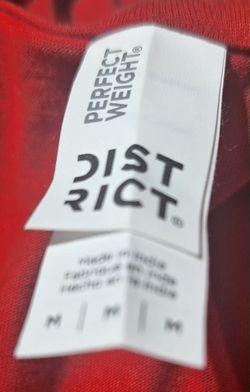 PERFECT
WEIGHT®
DIST
RICT®
Made in India
Fabriqué en Inde
Hecho en la India
M | M | M